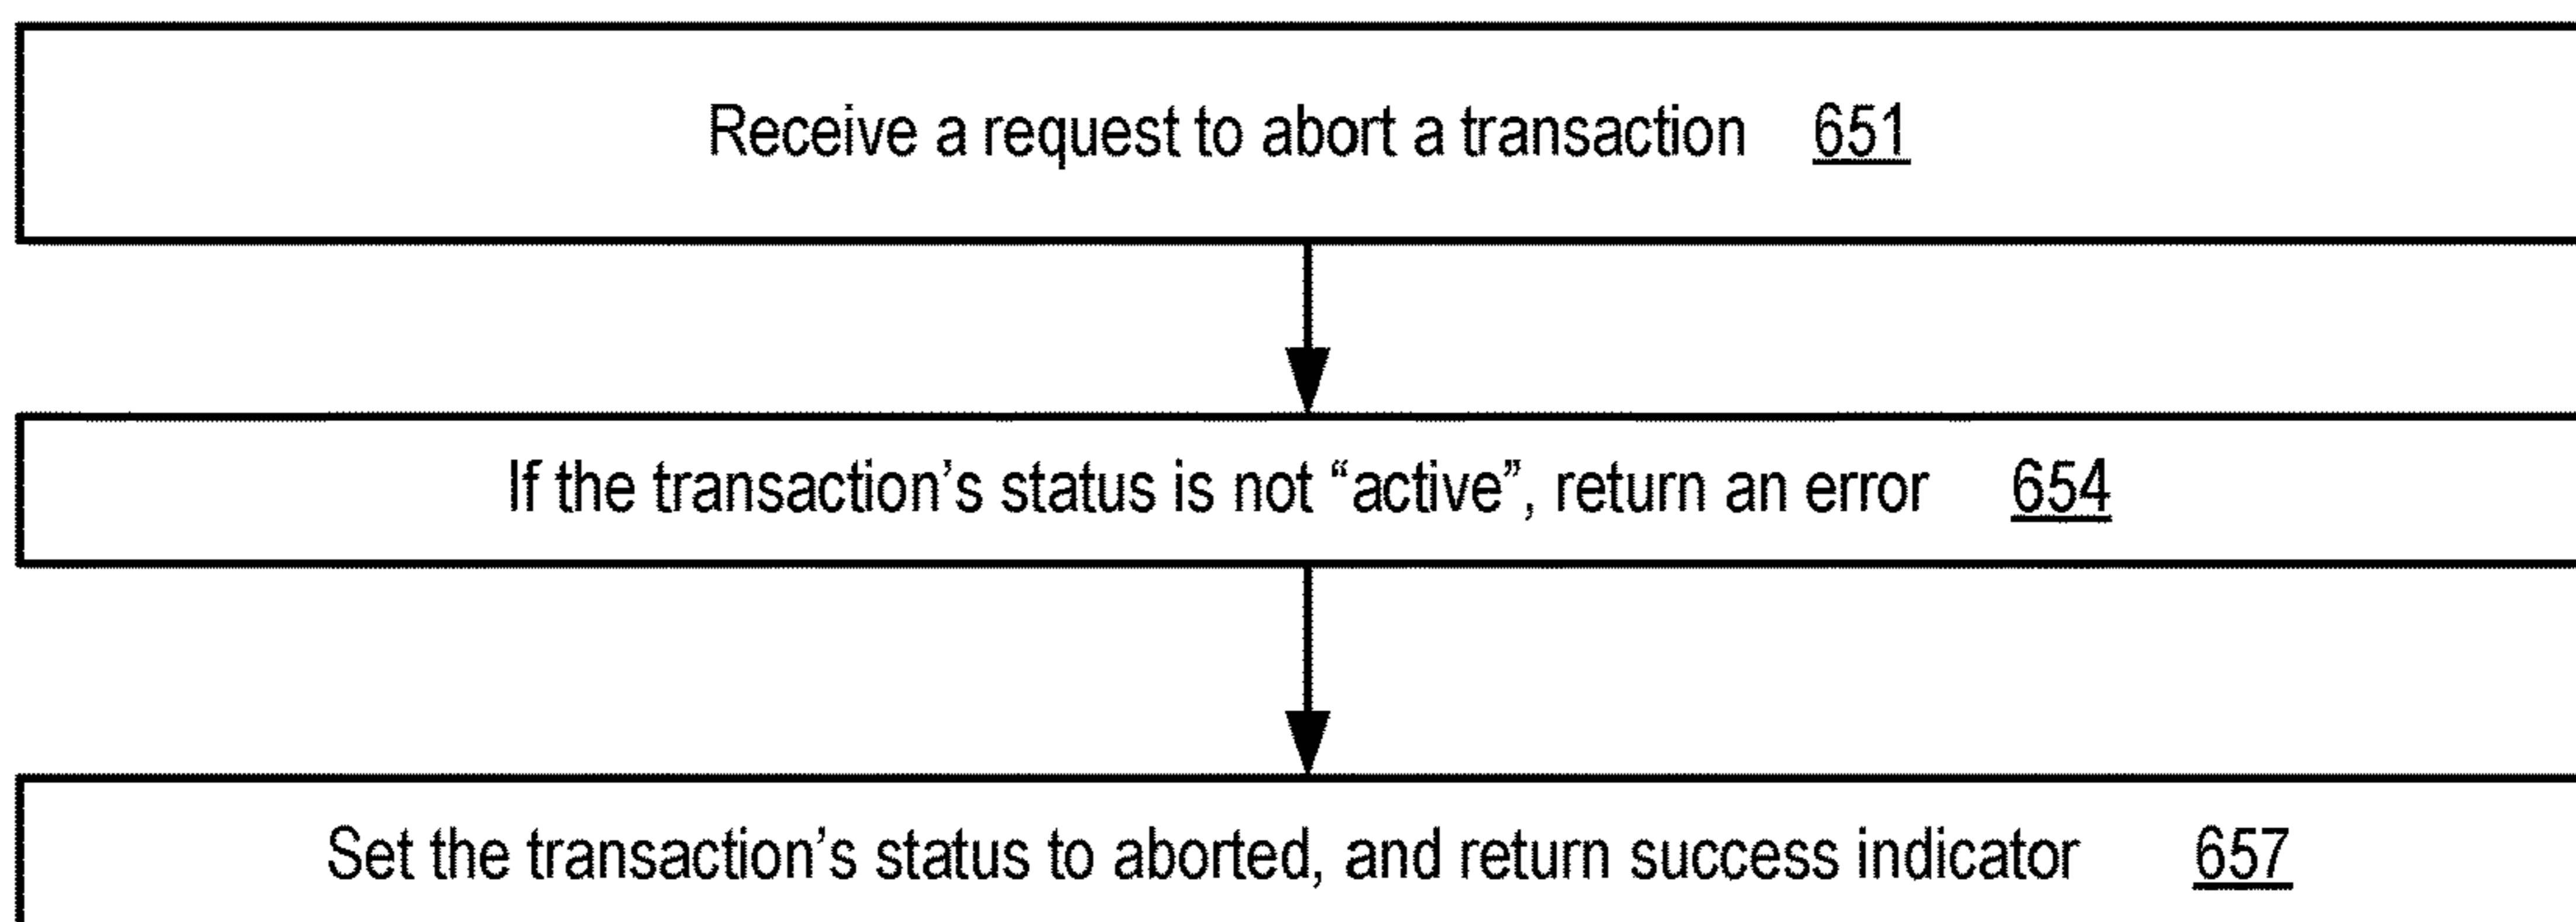 Receive a request to abort a transaction 651
If the transaction’s status is not “active”, return an error 654
Set the transaction’s status to aborted, and return success indicator 657